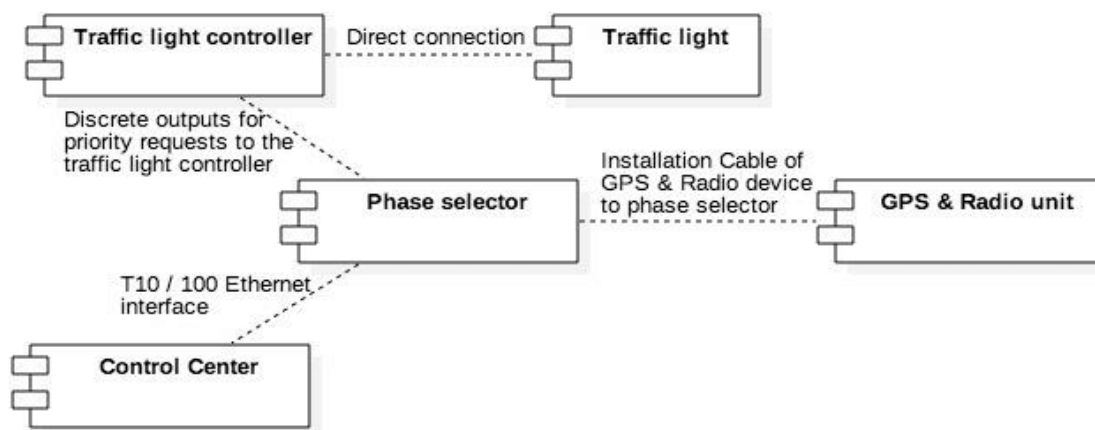 Traffic light controller
Direct connection
Traffic light
Discrete outputs for
priority requests to the
traffic light controller
Installation Cable of
GPS & Radio device
to phase selector
Phase selector
GPS & Radio unit
T10 / 100 Ethernet
interface
Control Center